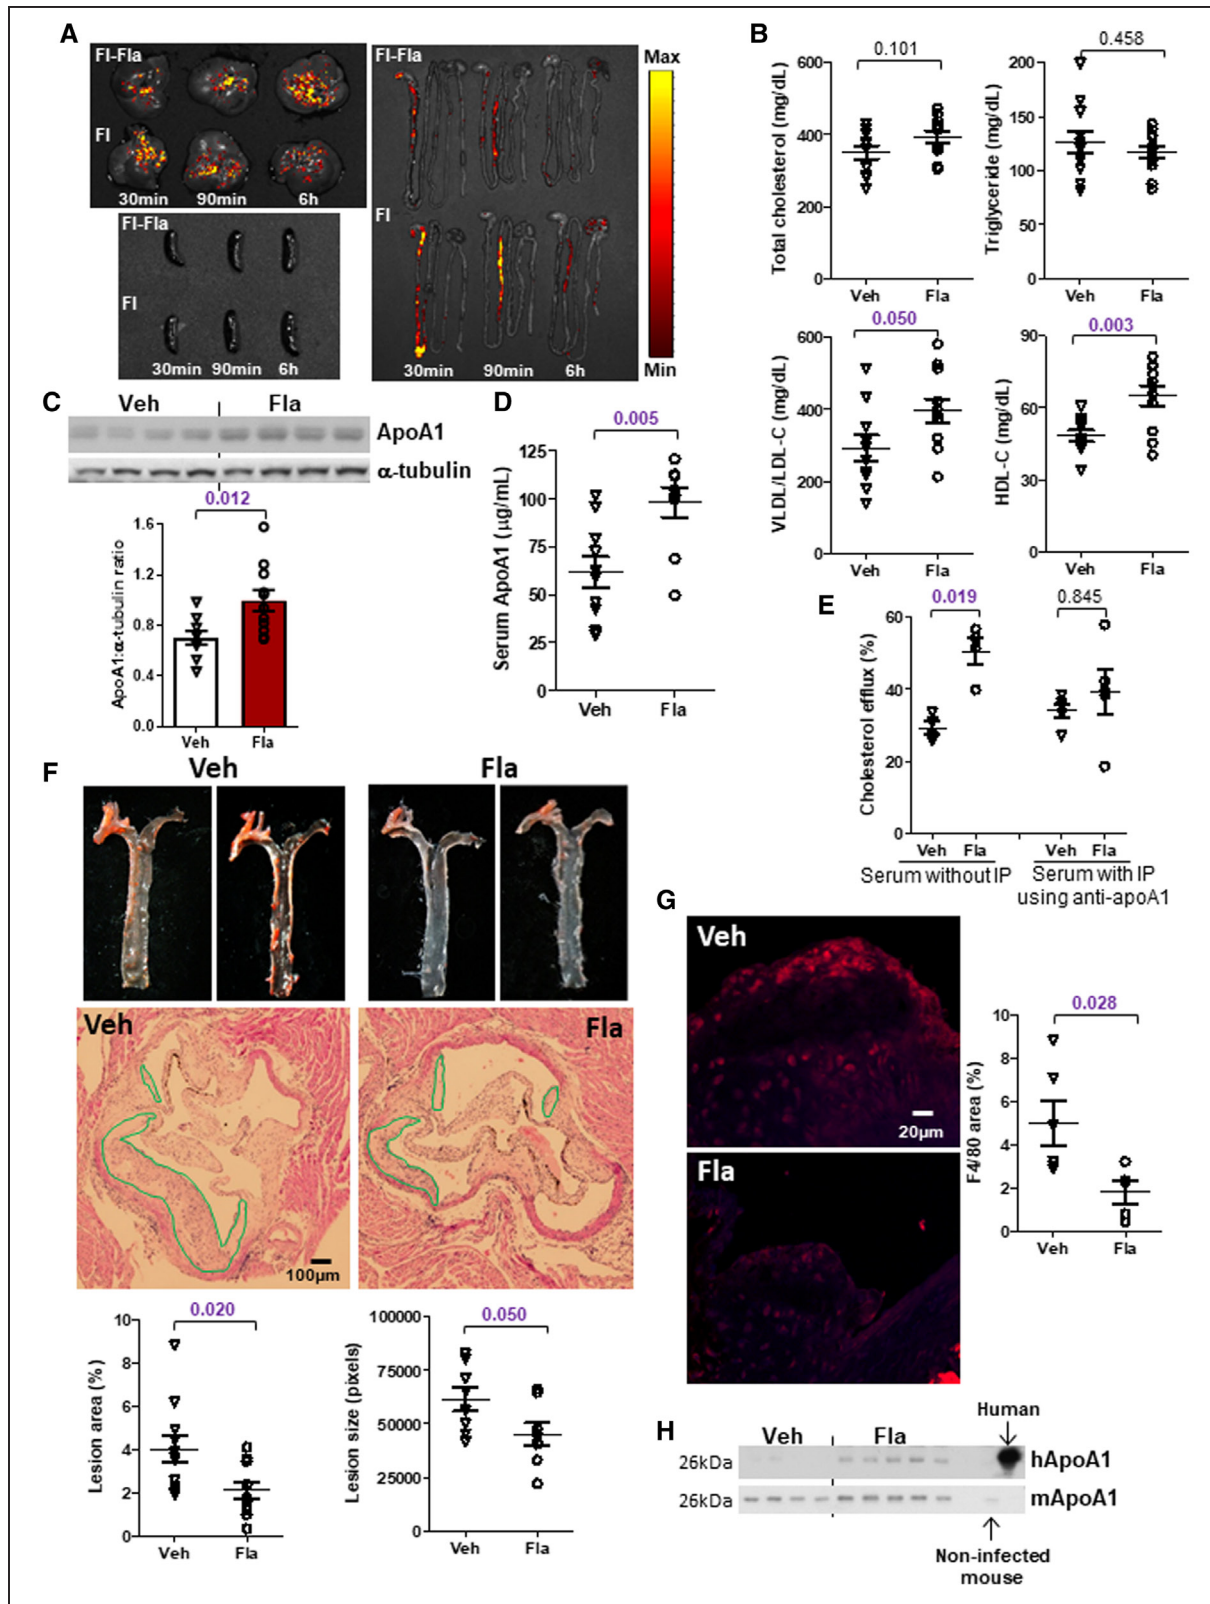 A
Fl-Fla
Fl
30min 90min 6h
Fl-Fla
Fl
30min 90min 6h
Fl-Fla
Fl
30min 90min 6h
Max
Min
B
0.101
Total cholesterol (mg/dL)
600
400
200
0
Veh Fla
0.458
Triglyceride (mg/dL)
200
150
100
50
0
Veh Fla
0.050
VLDL/LDL-C (mg/dL)
600
400
200
0
Veh Fla
0.003
HDL-C (mg/dL)
90
60
30
0
Veh Fla
C
Veh Fla
ApoA1
α-tubulin
0.012
ApoA1:α-tubulin ratio
1.6
1.2
0.8
0.4
0.0
Veh Fla
D
0.005
Serum ApoA1 (µg/mL)
125
100
75
50
25
0
Veh Fla
E
0.019 0.845
Cholesterol efflux (%)
60
40
20
0
Veh Fla Veh Fla
Serum without IP
Serum with IP
using anti-apoA1
F
Veh Fla
Veh Fla
100µm
0.020
Lesion area (%)
10
8
6
4
2
0
Veh Fla
0.050
Lesion size (pixels)
100000
75000
50000
25000
0
Veh Fla
G
Veh
20µm
Fla
0.028
F4/80 area (%)
10
8
6
4
2
0
Veh Fla
H
Veh Fla
Human
26kDa hApoA1
26kDa mApoA1
Non-infected
mouse